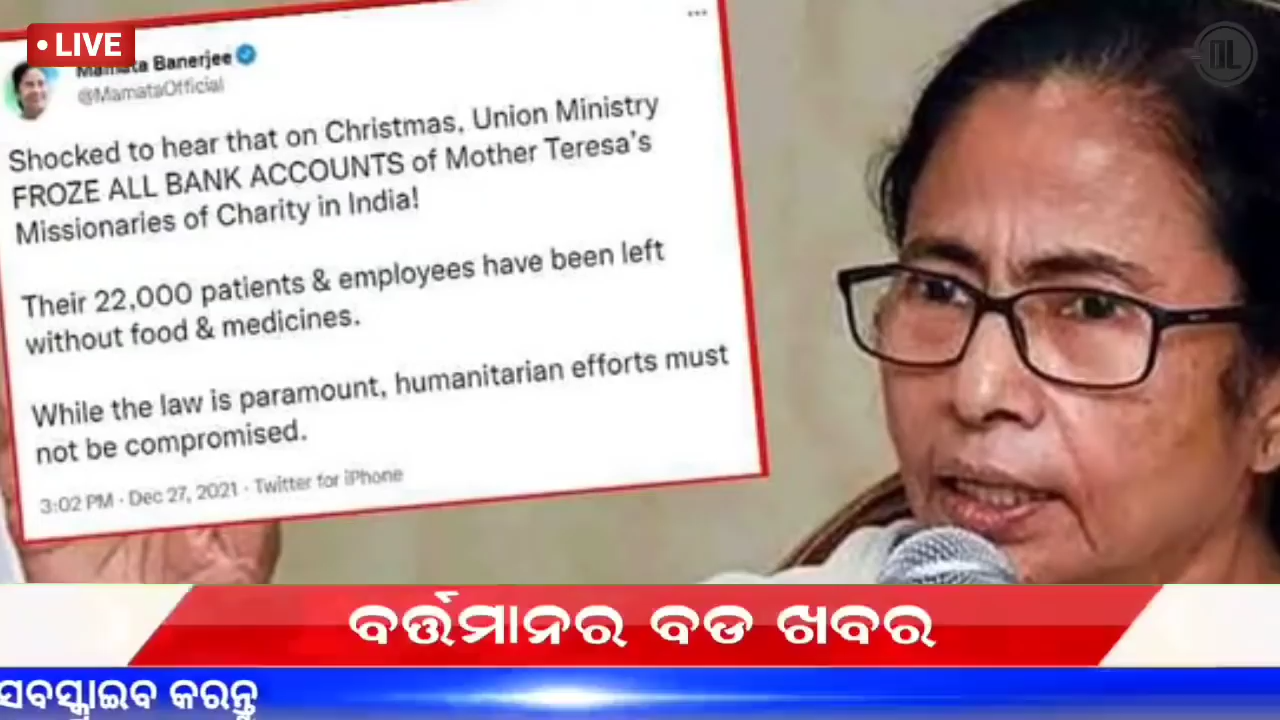 • LIVE
Mamata Banerjee
@MamataOfficial
Shocked to hear that on Christmas, Union Ministry
FROZE ALL BANK ACCOUNTS of Mother Teresa's
Missionaries of Charity in India!
Their 22,000 patients & employees have been left
without food & medicines.
While the law is paramount, humanitarian efforts must
not be compromised.
3:02 PM · Dec 27, 2021 · Twitter for iPhone
DL
ବର୍ତ୍ତମାନର ବଡ ଖବର
ସବସ୍କ୍ରାଇବ କରନ୍ତୁ